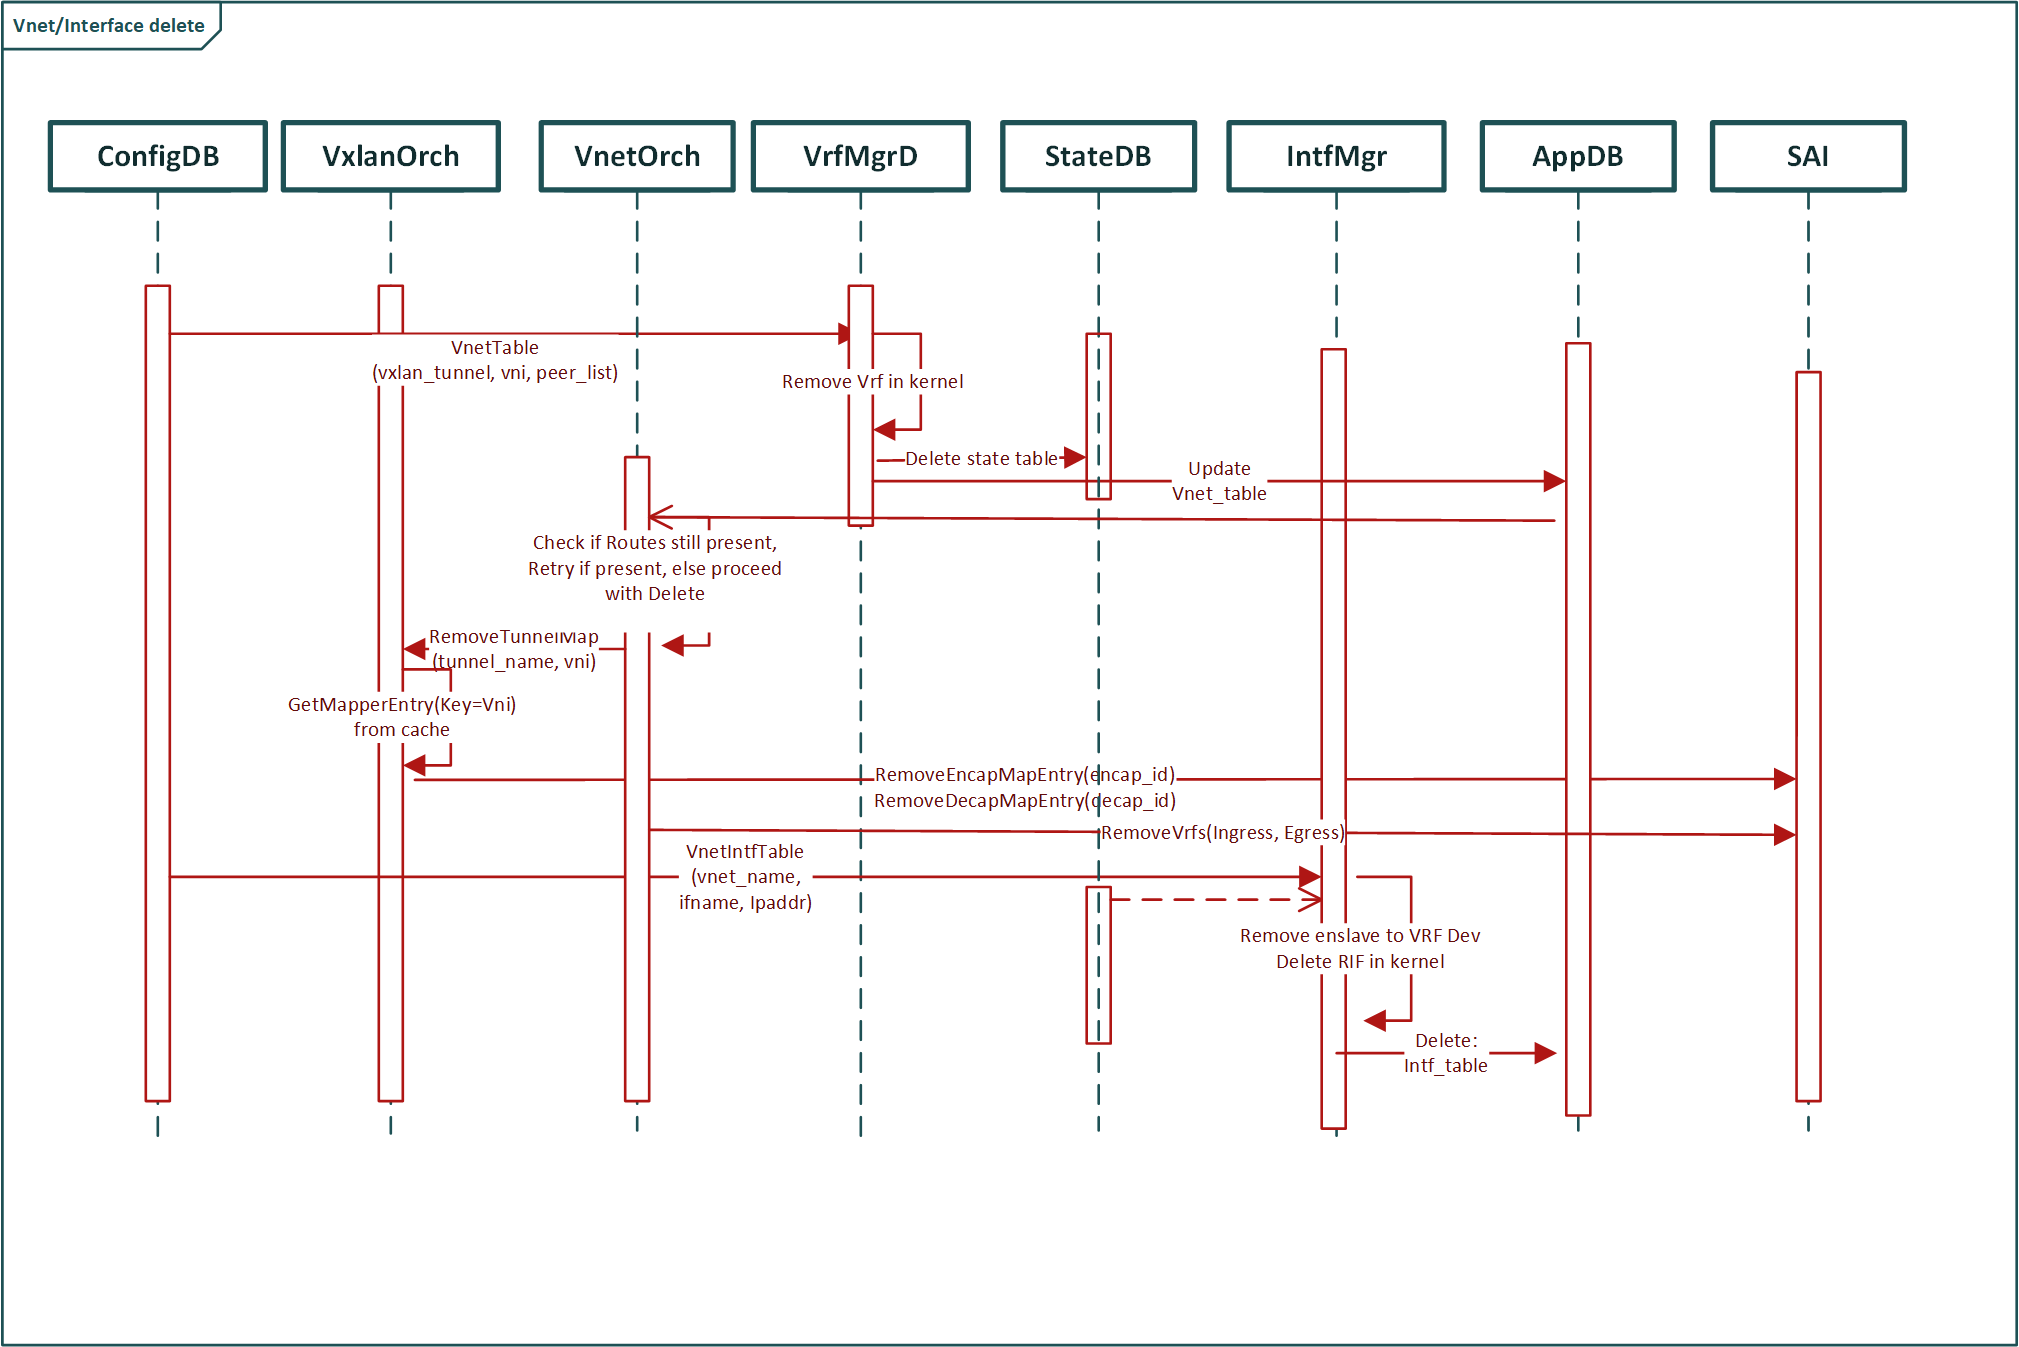 Vnet/Interface delete
ConfigDB
VxlanOrch
VnetOrch
VrfMgrD
StateDB
IntfMgr
AppDB
SAI
VnetTable
(vxlan_tunnel, vni, peer_list)
Remove Vrf in kernel
Delete state table
Update
Vnet_table
Check if Routes still present,
Retry if present, else proceed
with Delete
RemoveTunnelMap
(tunnel_name, vni)
GetMapperEntry(Key=Vni)
from cache
RemoveEncapMapEntry(encap_id)
RemoveDecapMapEntry(decap_id)
RemoveVrfs(Ingress, Egress)
VnetIntfTable
(vnet_name,
ifname, Ipaddr)
Remove enslave to VRF Dev
Delete RIF in kernel
Delete:
Intf_table